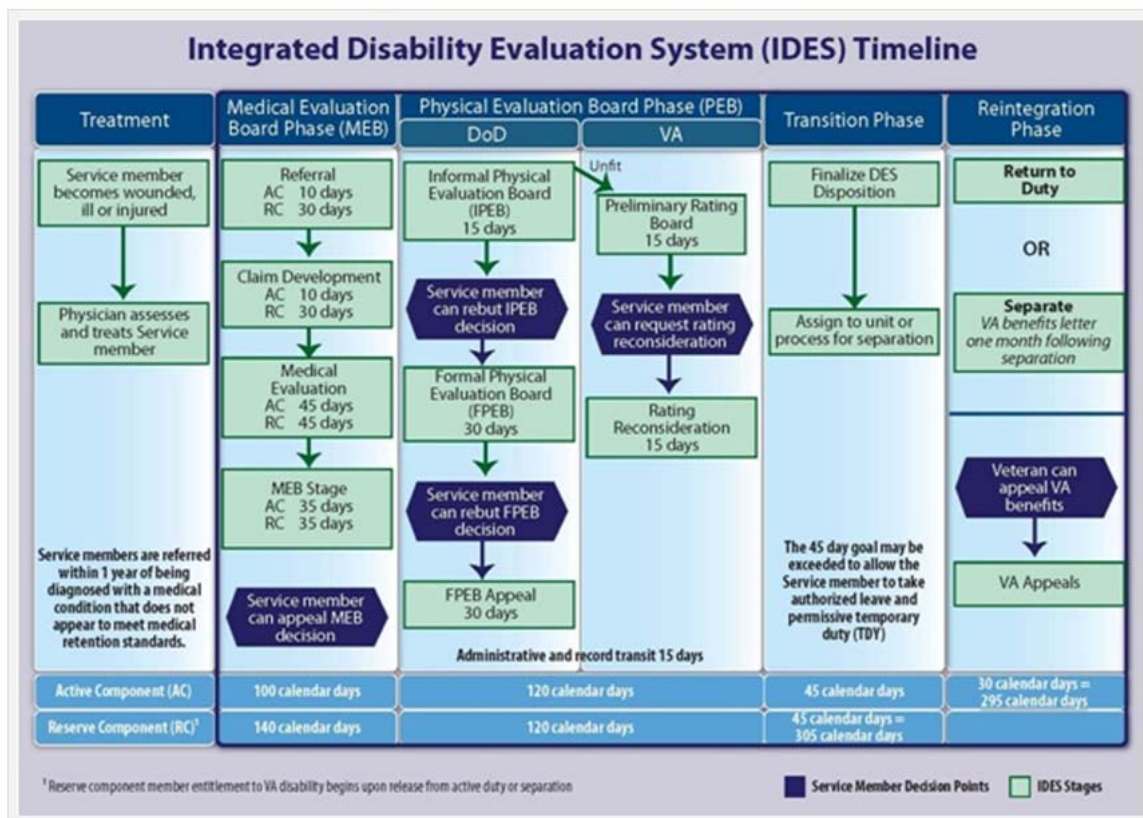 Integrated Disability Evaluation System (IDES) Timeline
Treatment
Medical Evaluation
Board Phase (MEB)
Physical Evaluation Board Phase (PEB)
DoD
VA
Transition Phase
Reintegration
Phase
Service member
becomes wounded,
ill or injured
Physician assesses
and treats Service
member
Service members are referred
within 1 year of being
diagnosed with a medical
condition that does not
appear to meet medical
retention standards.
Referral
AC 10 days
RC 30 days
Claim Development
AC 10 days
RC 30 days
Medical
Evaluation
AC 45 days
RC 45 days
MEB Stage
AC 35 days
RC 35 days
Service member
can appeal MEB
decision
Informal Physical
Evaluation Board
(IPEB)
15 days
Service member
can rebut IPEB
decision
Formal Physical
Evaluation Board
(FPEB)
30 days
Service member
can rebut FPEB
decision
FPEB Appeal
30 days
Unfit
Preliminary Rating
Board
15 days
Service member
can request rating
reconsideration
Rating
Reconsideration
15 days
Administrative and record transit 15 days
Finalize DES
Disposition
Assign to unit or
process for separation
The 45 day goal may be
exceeded to allow the
Service member to take
authorized leave and
permissive temporary
duty (TDY)
Return to
Duty
OR
Separate
VA benefits letter
one month following
separation
Veteran can
appeal VA
benefits
VA Appeals
Active Component (AC)
100 calendar days
120 calendar days
45 calendar days
30 calendar days =
295 calendar days
Reserve Component (RC)¹
140 calendar days
120 calendar days
45 calendar days =
305 calendar days
¹ Reserve component member entitlement to VA disability begins upon release from active duty or separation
Service Member Decision Points
IDES Stages